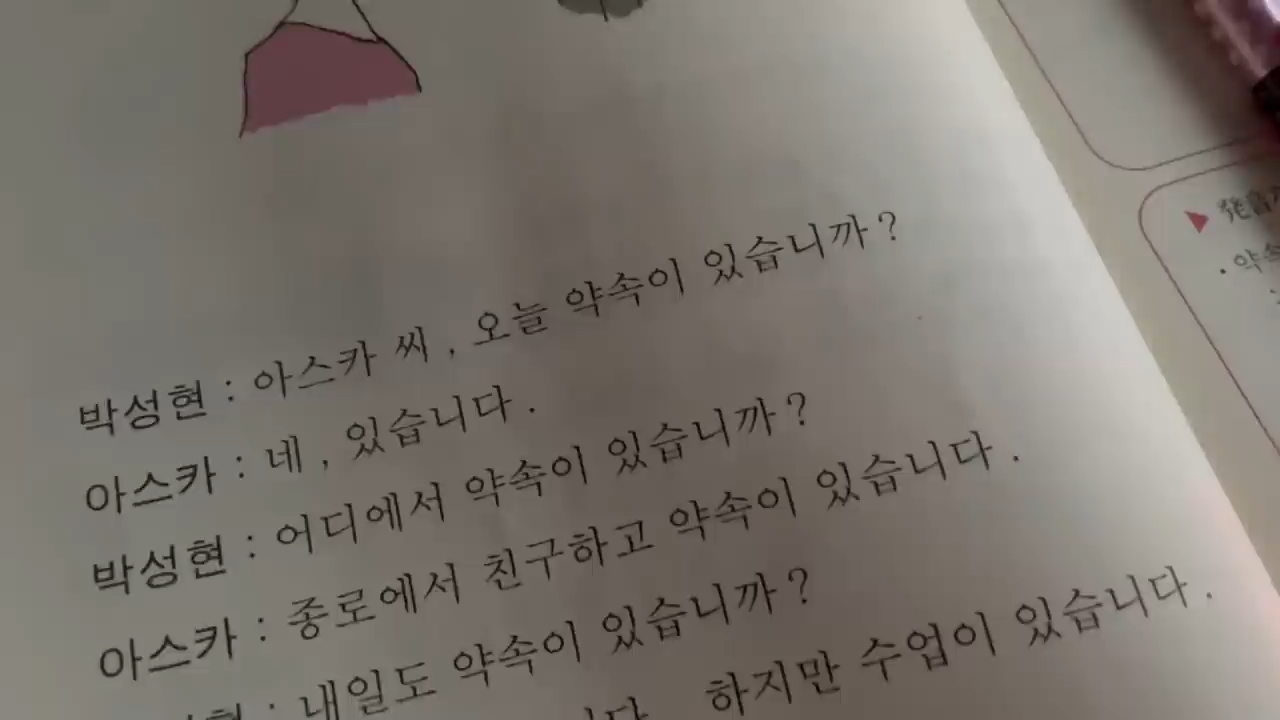 박성현 : 아스카 씨 , 오늘 약속이 있습니까 ?
아스카 : 네 , 있습니다 .
박성현 : 어디에서 약속이 있습니까 ?
아스카 : 종로에서 친구하고 약속이 있습니다 .
: 내일도 약속이 있습니까 ?
하지만 수업이 있습니다 .
▶ 発音
· 약속